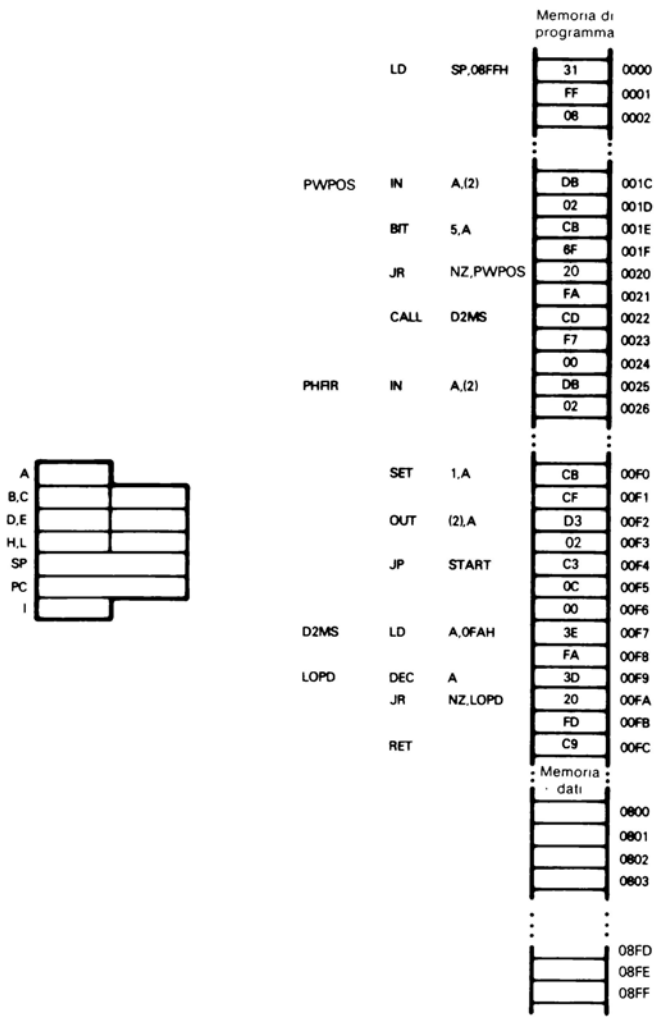 Memoria di
programma
LD SP,08FFH 31 0000
FF 0001
08 0002
PWPOS IN A,(2) DB 001C
02 001D
BIT 5,A CB 001E
6F 001F
JR NZ,PWPOS 20 0020
FA 0021
CALL D2MS CD 0022
F7 0023
00 0024
PHFIR IN A,(2) DB 0025
02 0026
A
B,C
D,E
H,L
SP
PC
I
SET 1,A CB 00F0
CF 00F1
OUT (2),A D3 00F2
02 00F3
JP START C3 00F4
0C 00F5
00 00F6
D2MS LD A,0FAH 3E 00F7
FA 00F8
LOPD DEC A 3D 00F9
JR NZ,LOPD 20 00FA
FD 00FB
RET C9 00FC
Memoria
dati
0800
0801
0802
0803
08FD
08FE
08FF